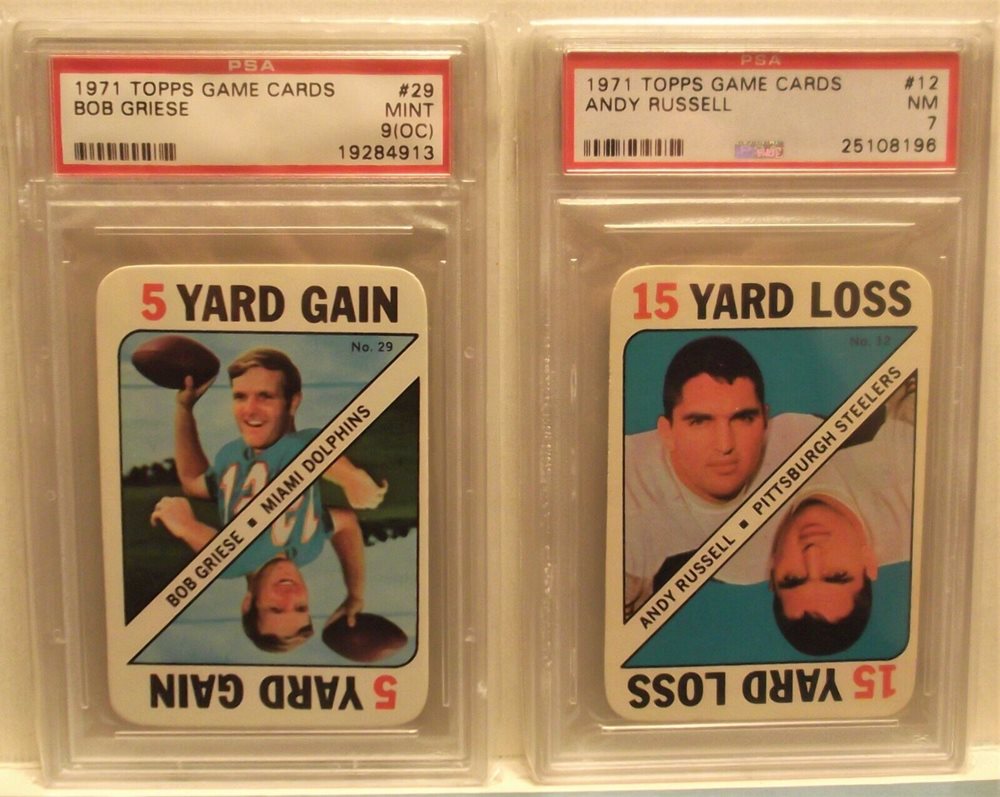 PSA
1971 TOPPS GAME CARDS #29
BOB GRIESE MINT
9(OC)
19284913
5 YARD GAIN
No. 29
BOB GRIESE ■ MIAMI DOLPHINS
12
5 YARD GAIN
PSA
1971 TOPPS GAME CARDS #12
ANDY RUSSELL NM
7
PSA
25108196
15 YARD LOSS
No. 12
ANDY RUSSELL ■ PITTSBURGH STEELERS
15 YARD LOSS